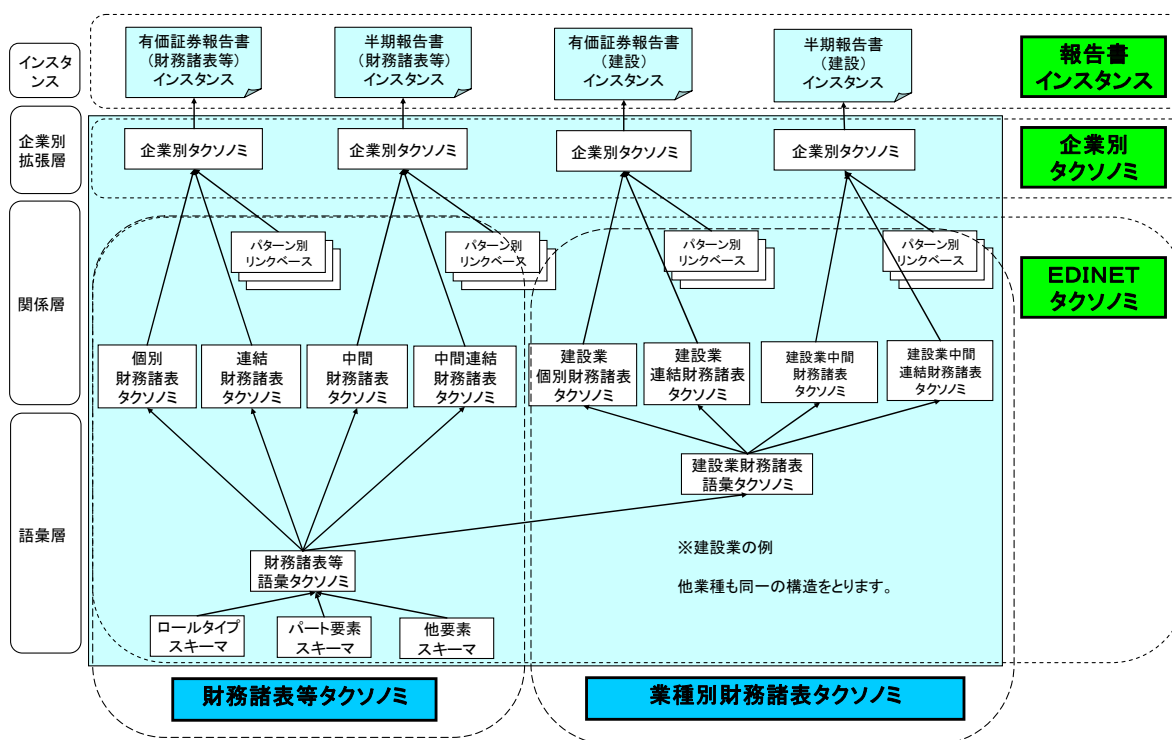 インスタ
ンス
有価証券報告書
(財務諸表等)
インスタンス
半期報告書
(財務諸表等)
インスタンス
有価証券報告書
(建設)
インスタンス
半期報告書
(建設)
インスタンス
報告書
インスタンス
企業別
拡張層
企業別タクソノミ
企業別タクソノミ
企業別タクソノミ
企業別タクソノミ
企業別
タクソノミ
関係層
パターン別
リンクベース
パターン別
リンクベース
パターン別
リンクベース
パターン別
リンクベース
EDINET
タクソノミ
個別
財務諸表
タクソノミ
連結
財務諸表
タクソノミ
中間
財務諸表
タクソノミ
中間連結
財務諸表
タクソノミ
建設業
個別財務諸表
タクソノミ
建設業
連結財務諸表
タクソノミ
建設業中間
財務諸表
タクソノミ
建設業中間
連結財務諸表
タクソノミ
語彙層
建設業財務諸表
語彙タクソノミ
財務諸表等
語彙タクソノミ
※建設業の例
他業種も同一の構造をとります。
ロールタイプ
スキーマ
パート要素
スキーマ
他要素
スキーマ
財務諸表等タクソノミ
業種別財務諸表タクソノミ